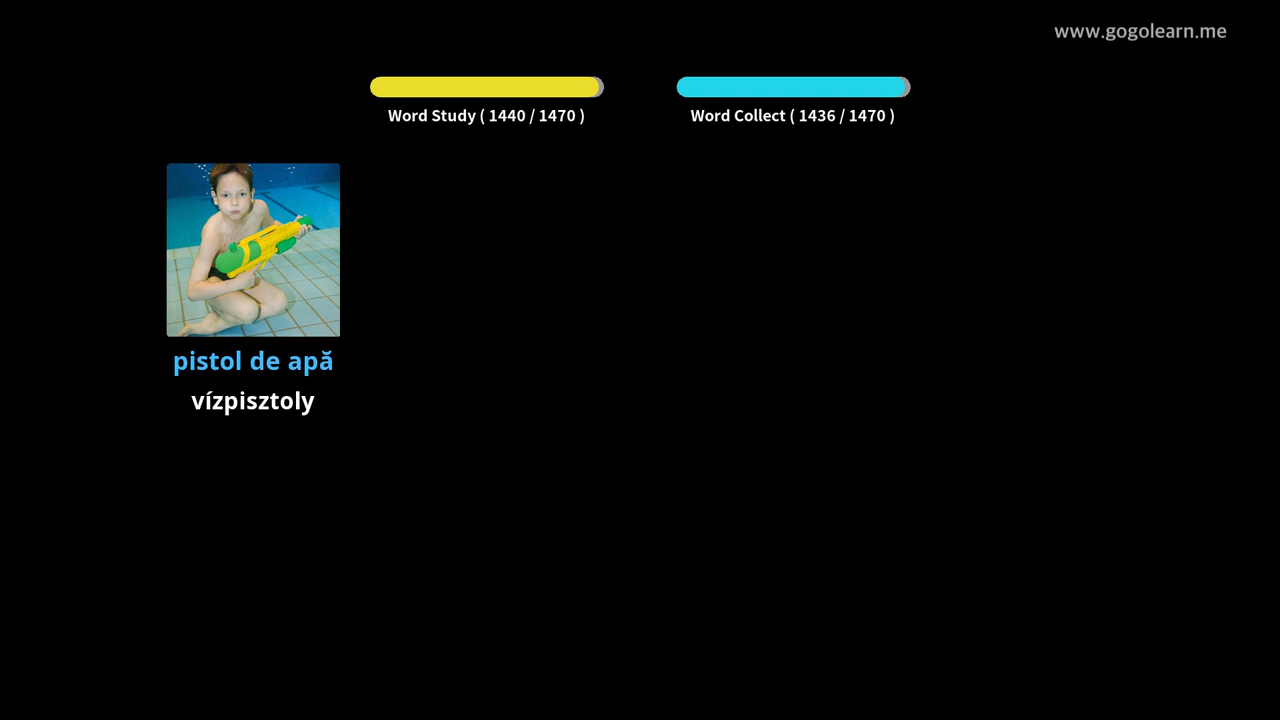 www.gogolearn.me
Word Study ( 1440 / 1470 )
Word Collect ( 1436 / 1470 )
pistol de apă
vízpisztoly